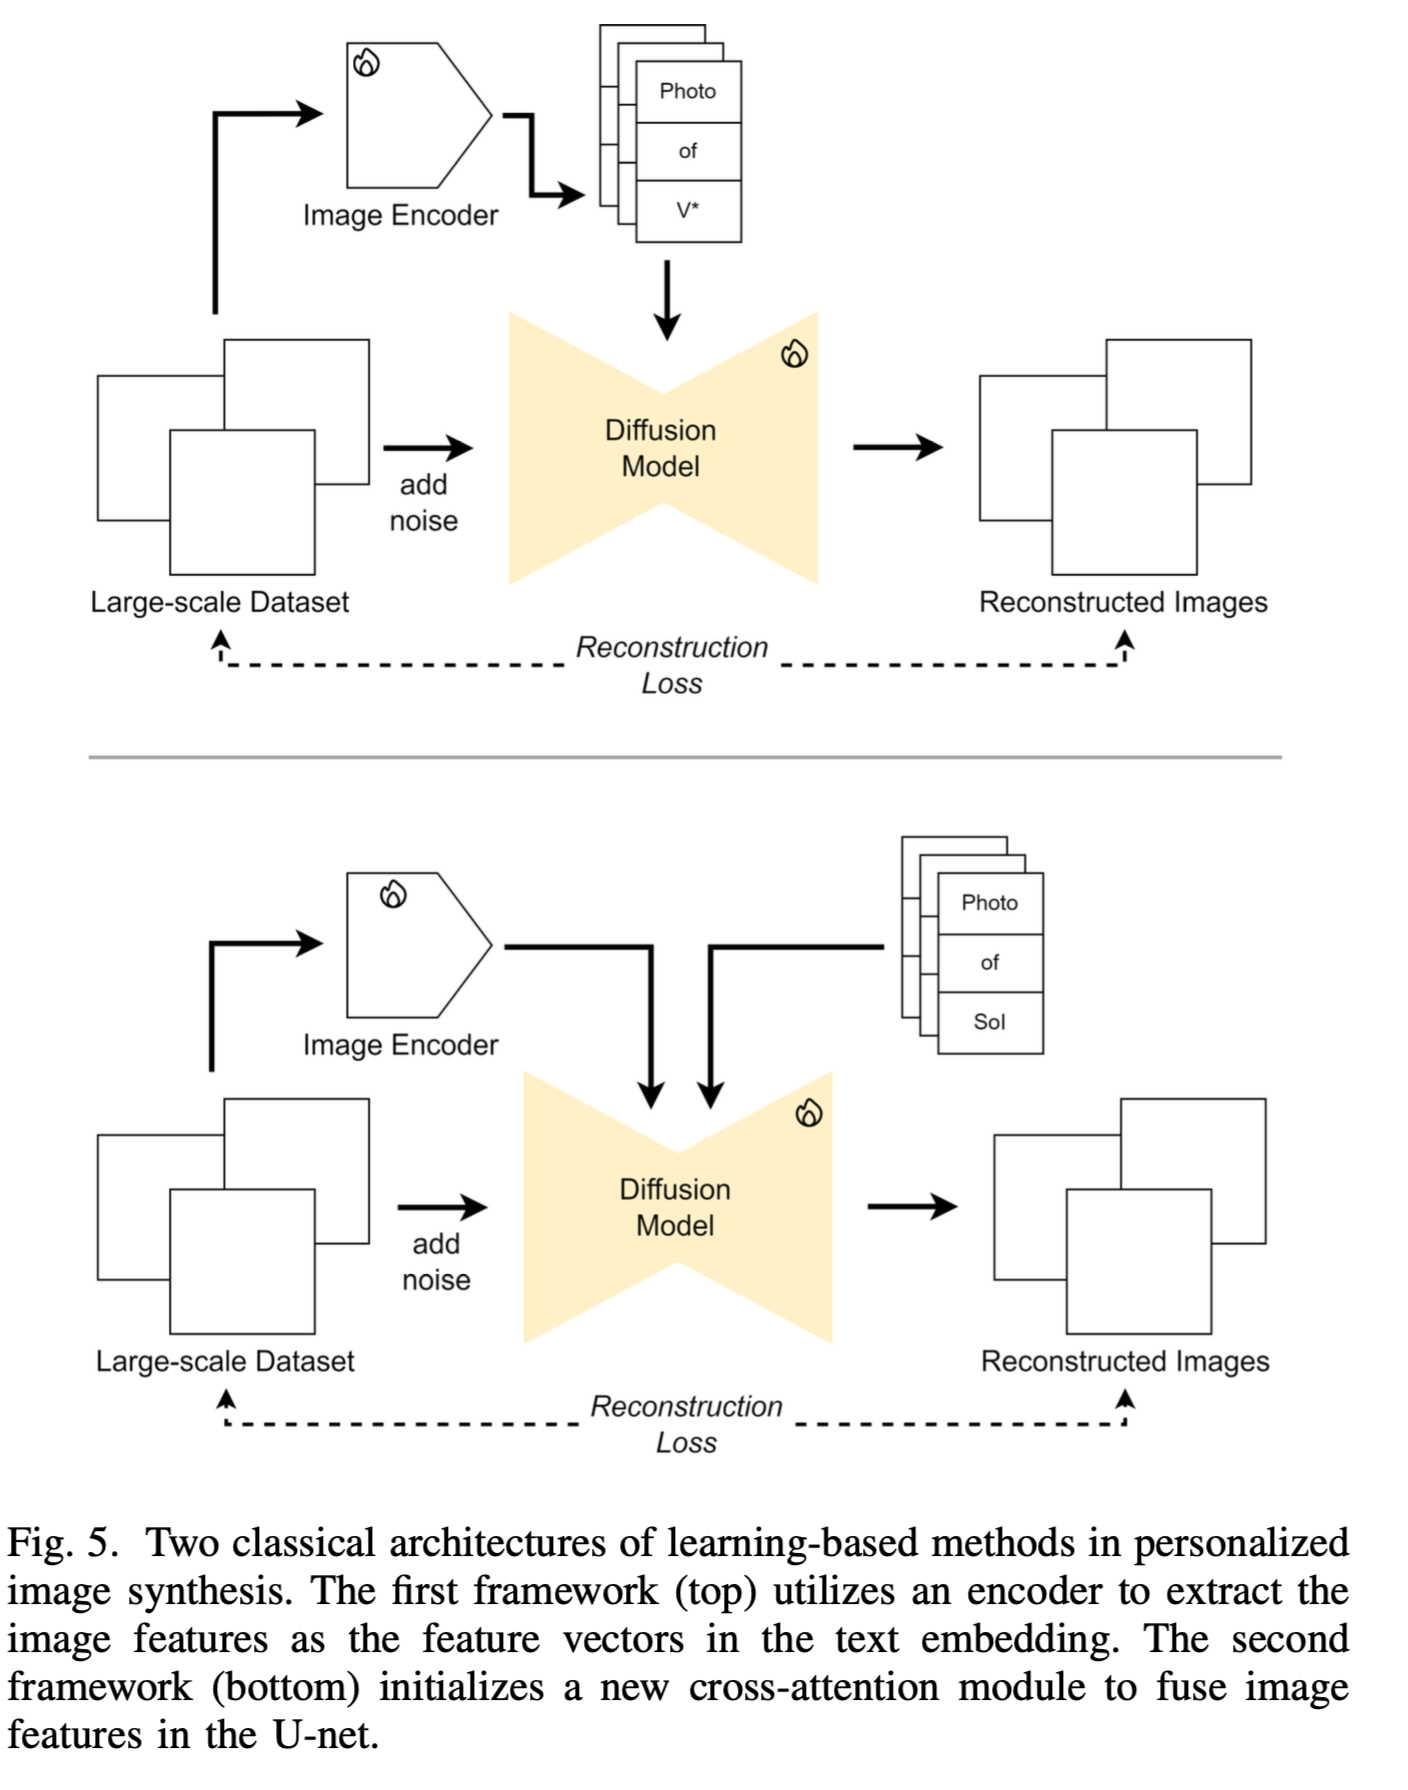 Photo
of
V*
Image Encoder
Diffusion
Model
add
noise
Large-scale Dataset
Reconstructed Images
Reconstruction
Loss
Photo
of
SoI
Image Encoder
Diffusion
Model
add
noise
Large-scale Dataset
Reconstructed Images
Reconstruction
Loss
Fig. 5. Two classical architectures of learning-based methods in personalized
image synthesis. The first framework (top) utilizes an encoder to extract the
image features as the feature vectors in the text embedding. The second
framework (bottom) initializes a new cross-attention module to fuse image
features in the U-net.